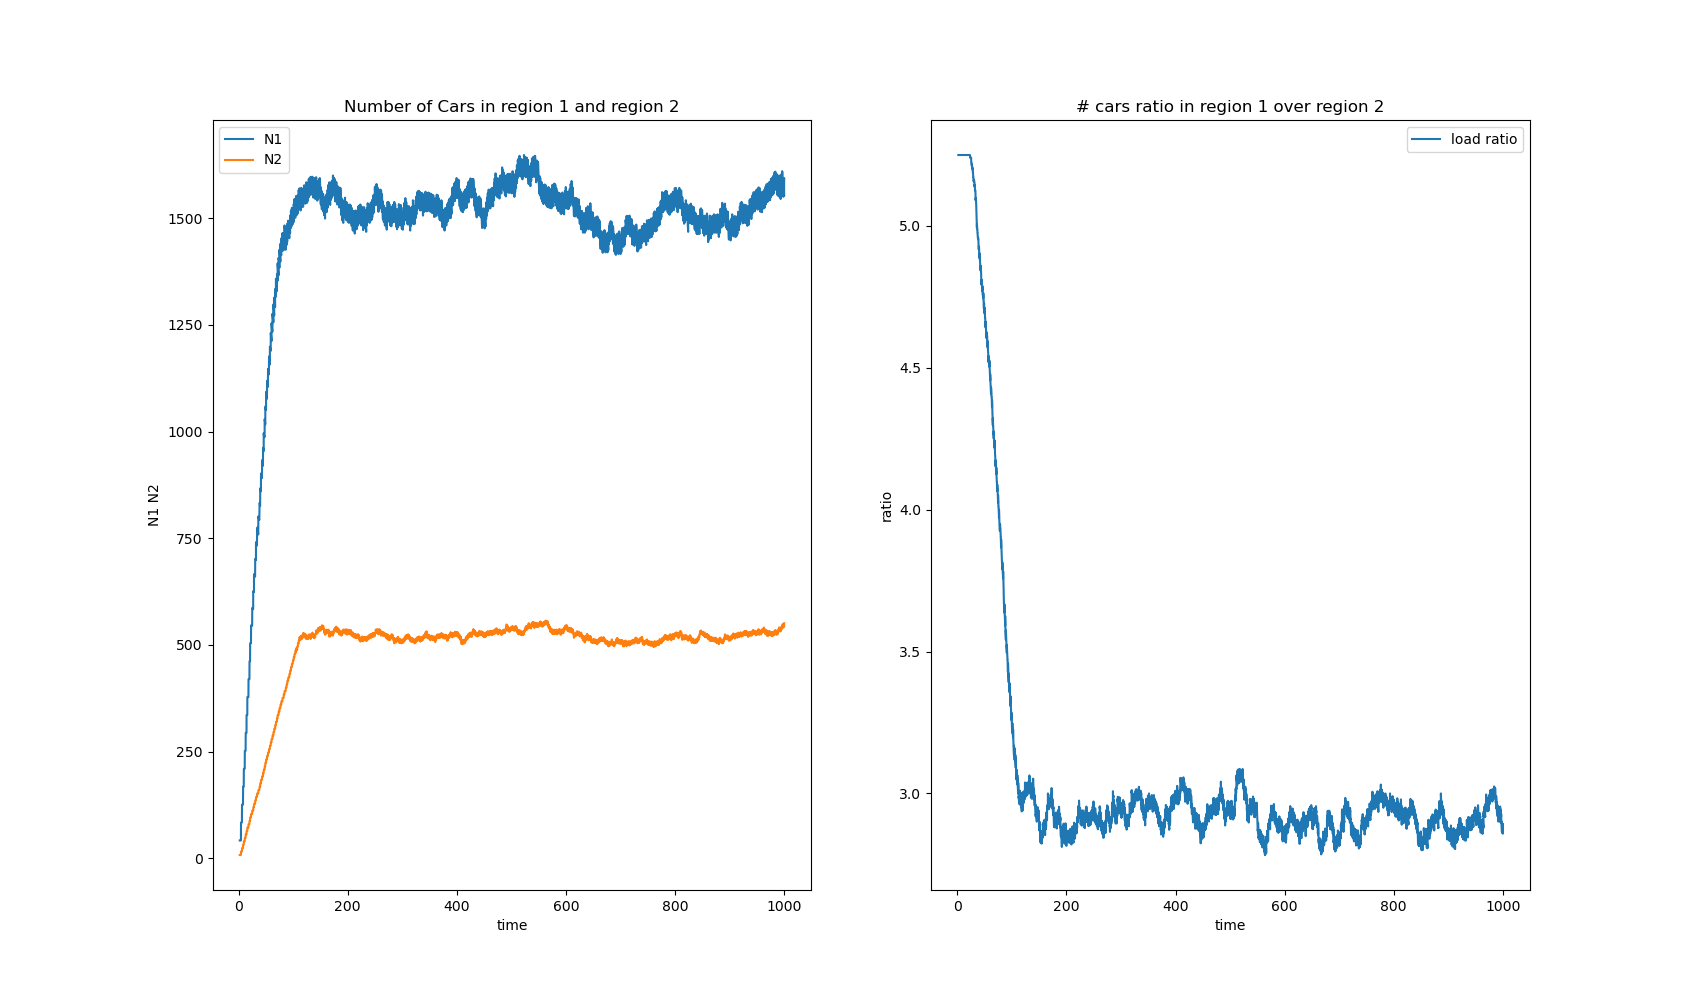 Number of Cars in region 1 and region 2
N1
N2
1500
1250
1000
750
500
250
0
N1 N2
0 200 400 600 800 1000
time
# cars ratio in region 1 over region 2
load ratio
5.0
4.5
4.0
3.5
3.0
ratio
0 200 400 600 800 1000
time